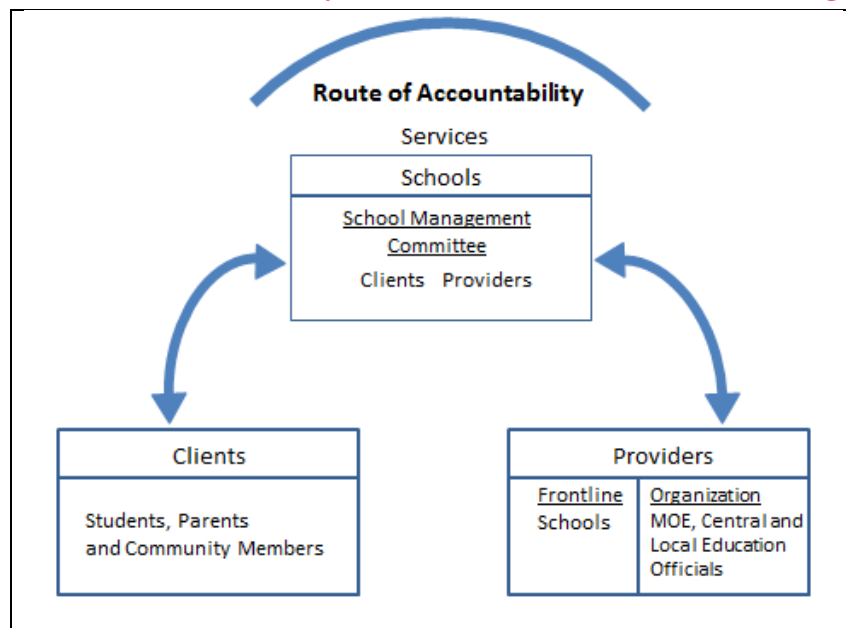 Route of Accountability
Services
Schools
School Management
Committee
Clients Providers
Clients
Students, Parents
and Community Members
Providers
Frontline
Schools
Organization
MOE, Central and
Local Education
Officials